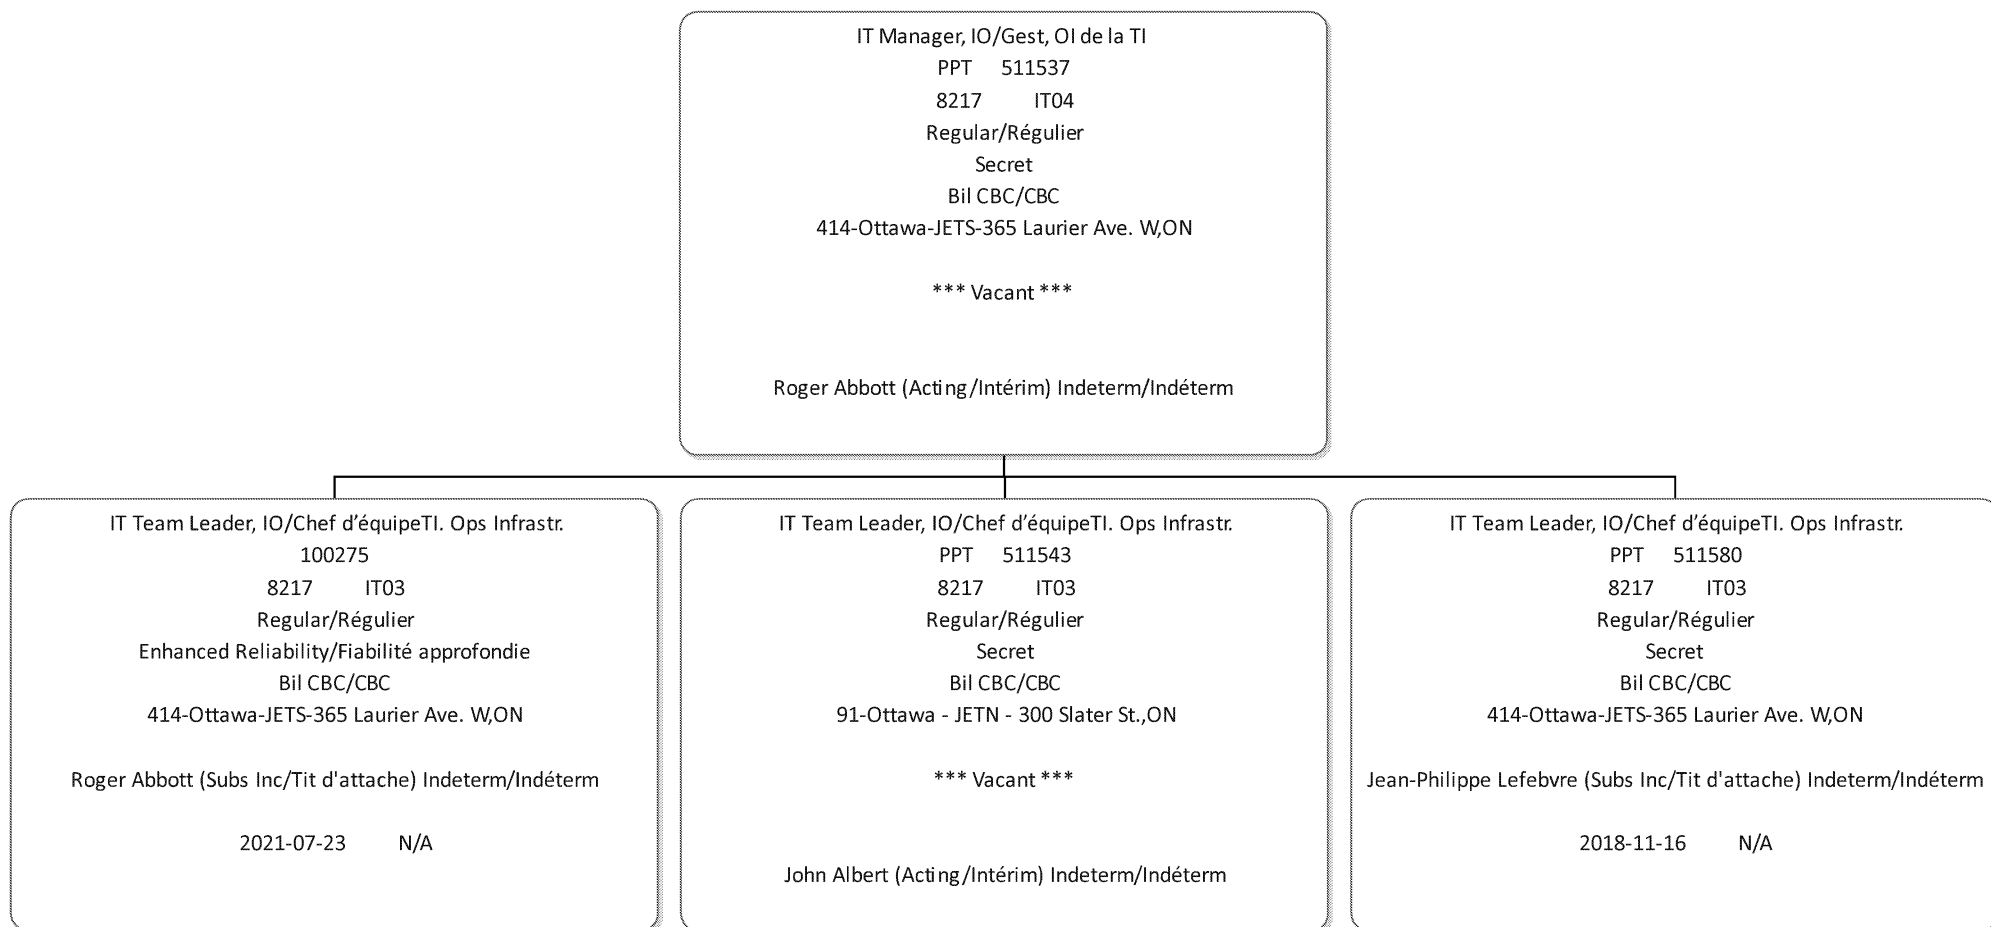 IT Manager, IO/Gest, OI de la TI
PPT 511537
8217 IT04
Regular/Régulier
Secret
Bil CBC/CBC
414-Ottawa-JETS-365 Laurier Ave. W,ON
*** Vacant ***
Roger Abbott (Acting/Intérim) Indeterm/Indéterm
IT Team Leader, IO/Chef d’équipeTI. Ops Infrastr.
100275
8217 IT03
Regular/Régulier
Enhanced Reliability/Fiabilité approfondie
Bil CBC/CBC
414-Ottawa-JETS-365 Laurier Ave. W,ON
Roger Abbott (Subs Inc/Tit d'attache) Indeterm/Indéterm
2021-07-23 N/A
IT Team Leader, IO/Chef d’équipeTI. Ops Infrastr.
PPT 511543
8217 IT03
Regular/Régulier
Secret
Bil CBC/CBC
91-Ottawa - JETN - 300 Slater St.,ON
*** Vacant ***
John Albert (Acting/Intérim) Indeterm/Indéterm
IT Team Leader, IO/Chef d’équipeTI. Ops Infrastr.
PPT 511580
8217 IT03
Regular/Régulier
Secret
Bil CBC/CBC
414-Ottawa-JETS-365 Laurier Ave. W,ON
Jean-Philippe Lefebvre (Subs Inc/Tit d'attache) Indeterm/Indéterm
2018-11-16 N/A